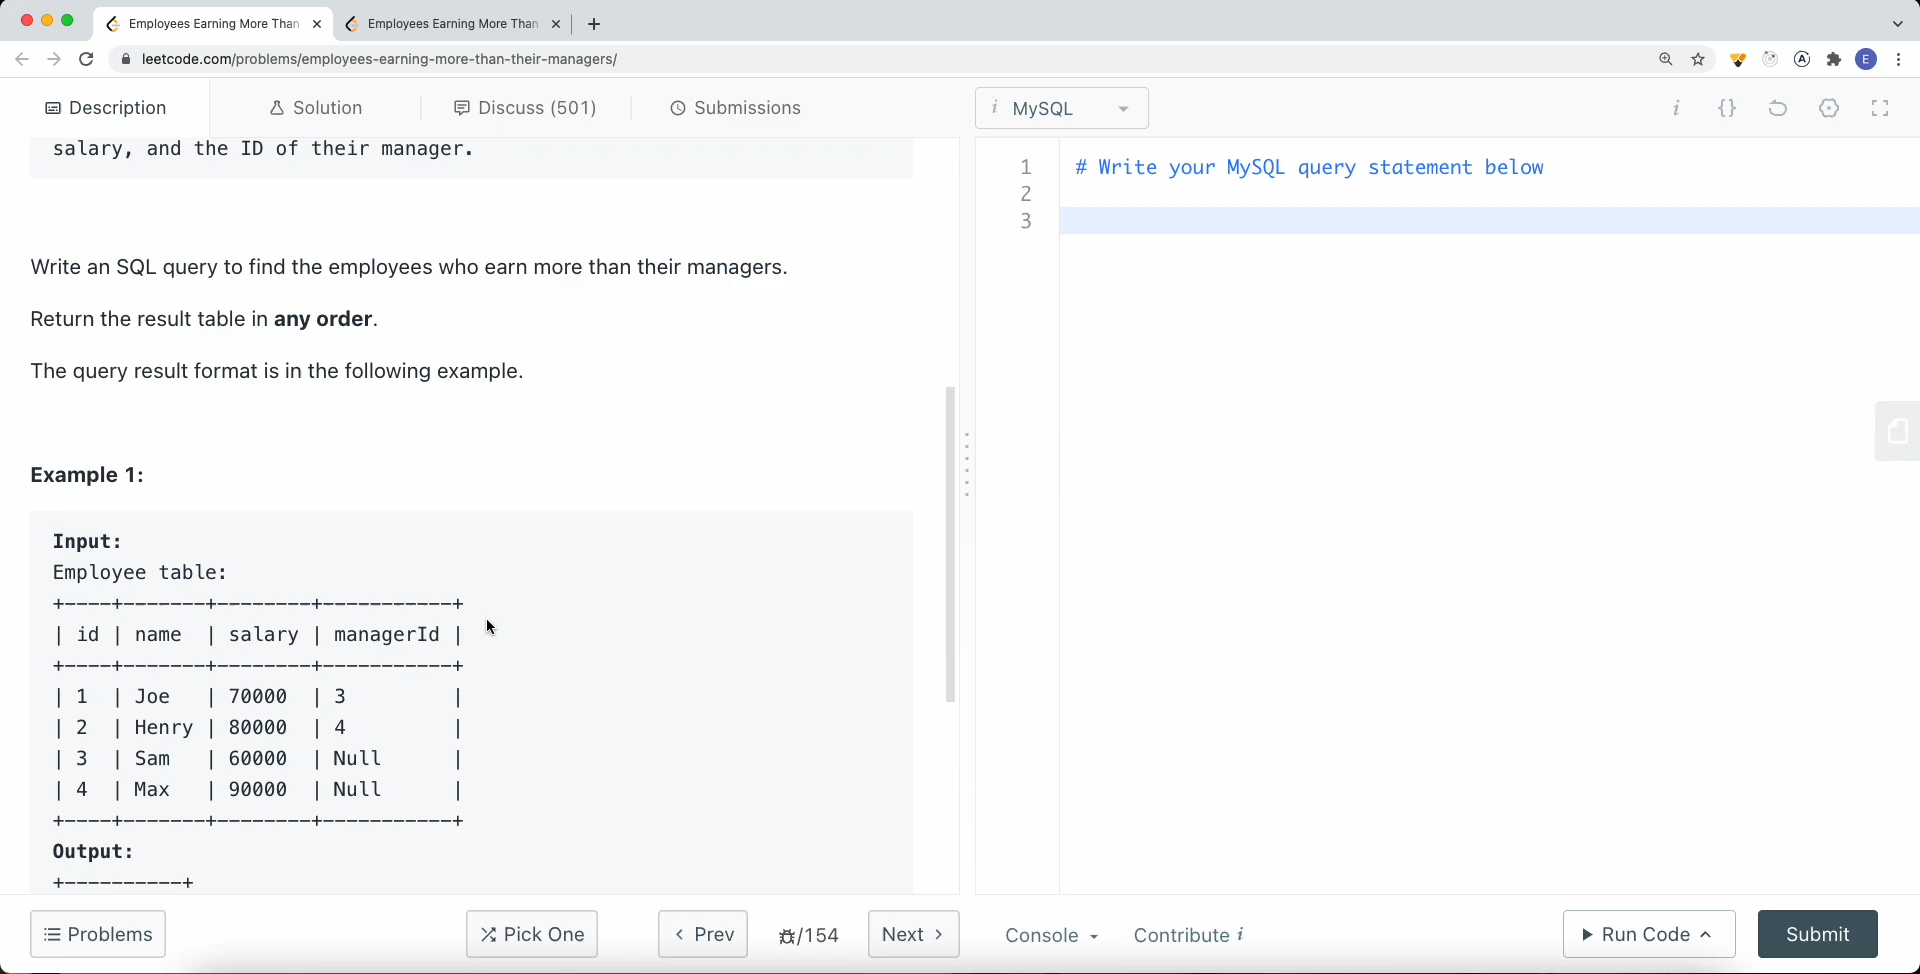 Employees Earning More Than
Employees Earning More Than
leetcode.com/problems/employees-earning-more-than-their-managers/
E
Description
Solution
Discuss (501)
Submissions
i MySQL
i {}
salary, and the ID of their manager.
Write an SQL query to find the employees who earn more than their managers.
Return the result table in any order.
The query result format is in the following example.
Example 1:
Input:
Employee table:
+----+-------+--------+-----------+
| id | name  | salary | managerId |
+----+-------+--------+-----------+
| 1  | Joe   | 70000  | 3         |
| 2  | Henry | 80000  | 4         |
| 3  | Sam   | 60000  | Null      |
| 4  | Max   | 90000  | Null      |
+----+-------+--------+-----------+
Output:
+----------+
1 # Write your MySQL query statement below
2
3
Problems
Pick One
< Prev
/154
Next >
Console
Contribute i
Run Code
Submit